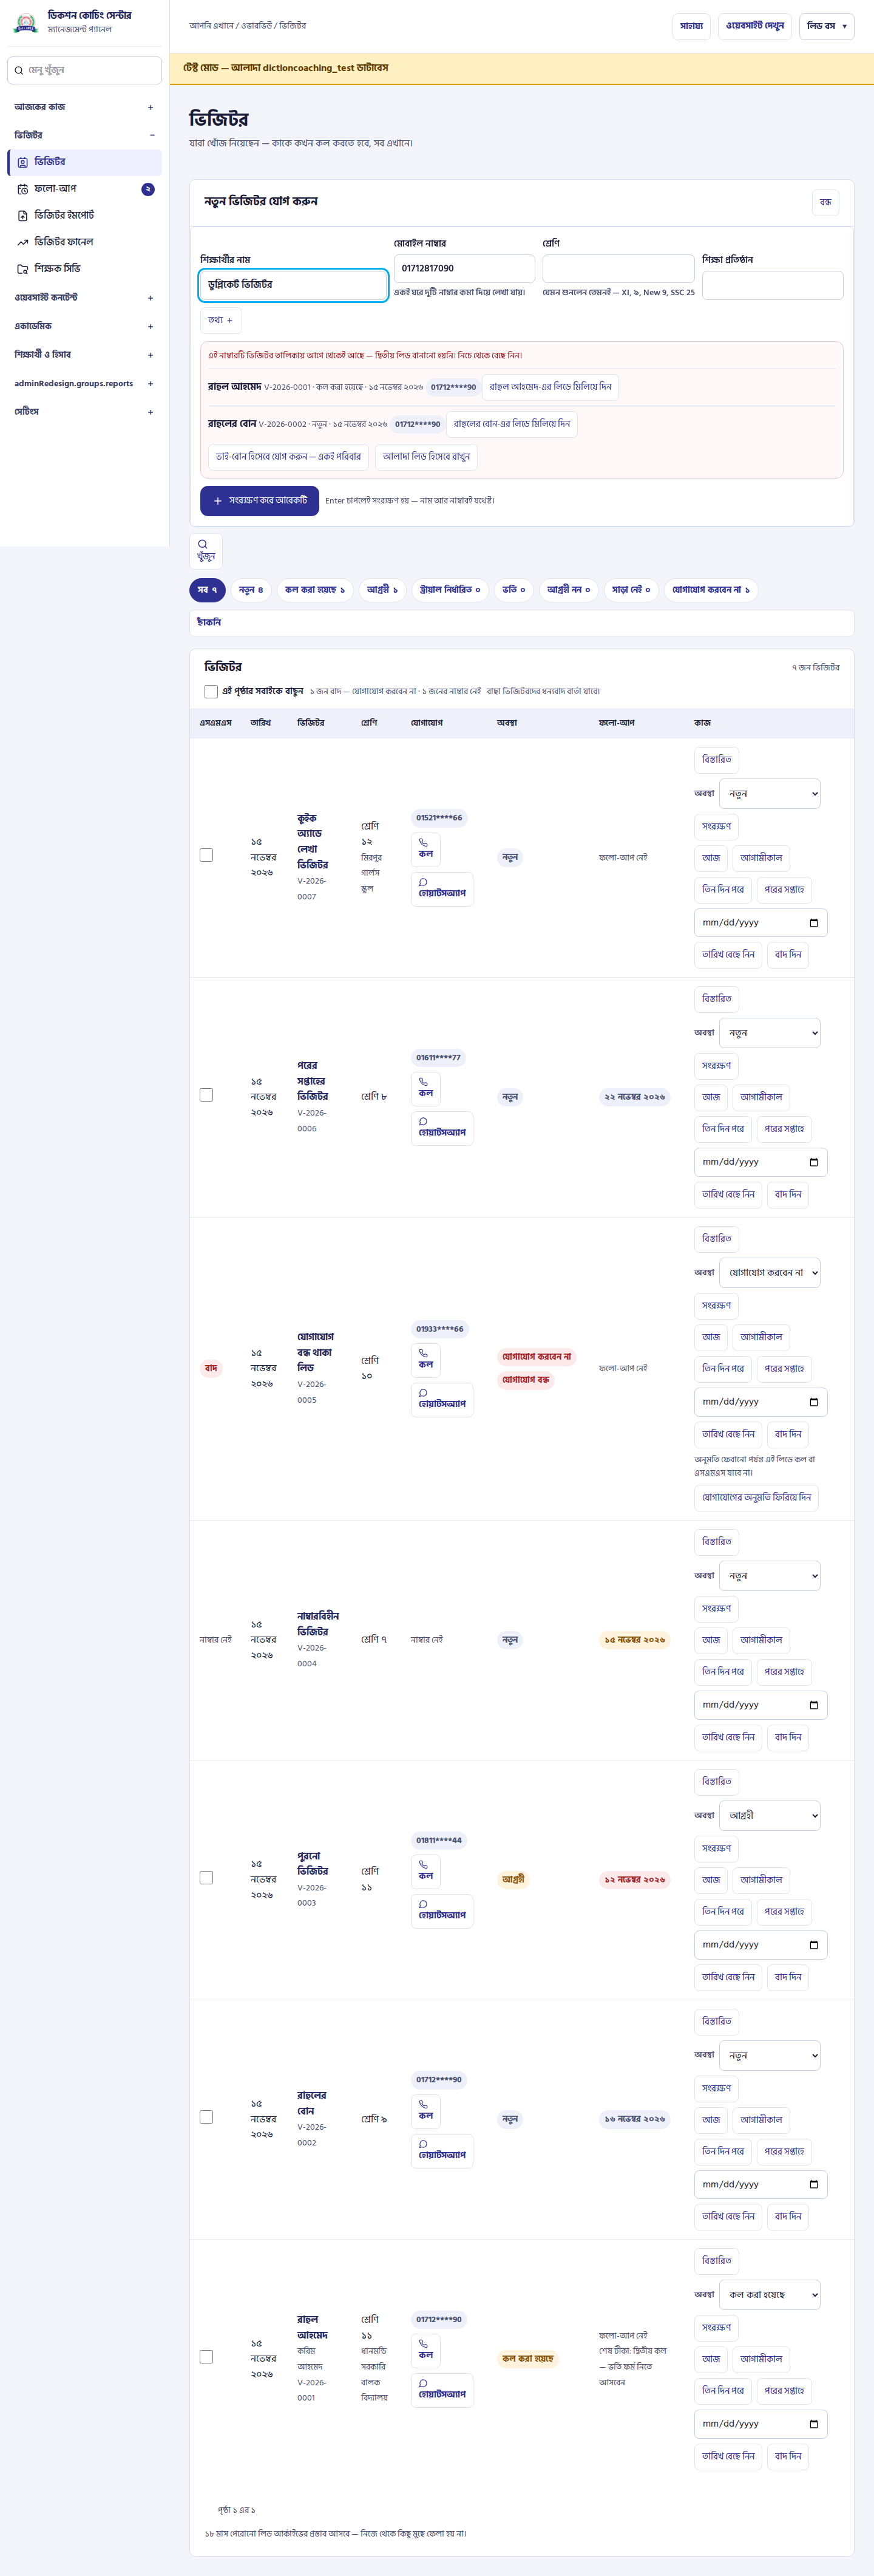 ডিকশন কোচিং সেন্টার
ম্যানেজমেন্ট প্যানেল
মেনু খুঁজুন
আজকের কাজ +
ভিজিটর −
ভিজিটর
ফলো-আপ ২
ভিজিটর ইমপোর্ট
ভিজিটর ফানেল
শিক্ষক সিভি
ওয়েবসাইট কনটেন্ট +
একাডেমিক +
শিক্ষার্থী ও হিসাব +
adminRedesign.groups.reports +
সেটিংস +
আপনি এখানে / ওভারভিউ / ভিজিটর
সাহায্য
ওয়েবসাইট দেখুন
লিড বস
টেস্ট মোড — আলাদা dictioncoaching_test ডাটাবেস
ভিজিটর
যারা খোঁজ নিয়েছেন — কাকে কখন কল করতে হবে, সব এখানে।
নতুন ভিজিটর যোগ করুন
বন্ধ
শিক্ষার্থীর নাম
ডুপ্লিকেট ভিজিটর
মোবাইল নাম্বার
01712817090
একই ঘরে দুটি নাম্বার কমা দিয়ে লেখা যায়।
শ্রেণি
যেমন শুনলেন তেমনই — XI, ৯, New 9, SSC 25
শিক্ষা প্রতিষ্ঠান
তথ্য +
এই নাম্বারটি ভিজিটর তালিকায় আগে থেকেই আছে — দ্বিতীয় লিড বানানো হয়নি। নিচে থেকে বেছে নিন।
রাহুল আহমেদ V-2026-0001 · কল করা হয়েছে · ১৫ নভেম্বর ২০২৬ 01712****90 রাহুল আহমেদ-এর লিডে মিলিয়ে দিন
রাহুলের বোন V-2026-0002 · নতুন · ১৫ নভেম্বর ২০২৬ 01712****90 রাহুলের বোন-এর লিডে মিলিয়ে দিন
ভাই-বোন হিসেবে যোগ করুন — একই পরিবার
আলাদা লিড হিসেবে রাখুন
+ সংরক্ষণ করে আরেকটি
Enter চাপলেই সংরক্ষণ হয় — নাম আর নাম্বারই যথেষ্ট।
খুঁজুন
সব ৭
নতুন ৪
কল করা হয়েছে ১
আগ্রহী ১
ট্রায়াল নির্ধারিত ০
ভর্তি ০
আগ্রহী নন ০
সাড়া নেই ০
যোগাযোগ করবেন না ১
ছাঁকনি
ভিজিটর
৭ জন ভিজিটর
এই পৃষ্ঠার সবাইকে বাছুন ১ জন বাদ — যোগাযোগ করবেন না · ১ জনের নাম্বার নেই বাছা ভিজিটরদের ধন্যবাদ বার্তা যাবে।
এসএমএস তারিখ ভিজিটর শ্রেণি যোগাযোগ অবস্থা ফলো-আপ কাজ
১৫
নভেম্বর
২০২৬
কুইক
অ্যাডে
লেখা
ভিজিটর
V-2026-
0007
শ্রেণি
১২
মিরপুর
গার্লস
স্কুল
01521****66
কল
হোয়াটসঅ্যাপ
নতুন
ফলো-আপ নেই
বিস্তারিত
অবস্থা নতুন
সংরক্ষণ
আজ আগামীকাল
তিন দিন পরে পরের সপ্তাহে
mm/dd/yyyy
তারিখ বেছে নিন বাদ দিন
১৫
নভেম্বর
২০২৬
পরের
সপ্তাহের
ভিজিটর
V-2026-
0006
শ্রেণি ৮
01611****77
কল
হোয়াটসঅ্যাপ
নতুন
২২ নভেম্বর ২০২৬
বিস্তারিত
অবস্থা নতুন
সংরক্ষণ
আজ আগামীকাল
তিন দিন পরে পরের সপ্তাহে
mm/dd/yyyy
তারিখ বেছে নিন বাদ দিন
বাদ
১৫
নভেম্বর
২০২৬
যোগাযোগ
বন্ধ থাকা
লিড
V-2026-
0005
শ্রেণি
১০
01933****66
কল
হোয়াটসঅ্যাপ
যোগাযোগ করবেন না
যোগাযোগ বন্ধ
ফলো-আপ নেই
বিস্তারিত
অবস্থা যোগাযোগ করবেন না
সংরক্ষণ
আজ আগামীকাল
তিন দিন পরে পরের সপ্তাহে
mm/dd/yyyy
তারিখ বেছে নিন বাদ দিন
অনুমতি ফেরানো পর্যন্ত এই লিডে কল বা
এসএমএস যাবে না।
যোগাযোগের অনুমতি ফিরিয়ে দিন
নাম্বার নেই
১৫
নভেম্বর
২০২৬
নাম্বারবিহীন
ভিজিটর
V-2026-
0004
শ্রেণি ৭
নাম্বার নেই
নতুন
১৫ নভেম্বর ২০২৬
বিস্তারিত
অবস্থা নতুন
সংরক্ষণ
আজ আগামীকাল
তিন দিন পরে পরের সপ্তাহে
mm/dd/yyyy
তারিখ বেছে নিন বাদ দিন
১৫
নভেম্বর
২০২৬
পুরনো
ভিজিটর
V-2026-
0003
শ্রেণি
১১
01811****44
কল
হোয়াটসঅ্যাপ
আগ্রহী
১২ নভেম্বর ২০২৬
বিস্তারিত
অবস্থা আগ্রহী
সংরক্ষণ
আজ আগামীকাল
তিন দিন পরে পরের সপ্তাহে
mm/dd/yyyy
তারিখ বেছে নিন বাদ দিন
১৫
নভেম্বর
২০২৬
রাহুলের
বোন
V-2026-
0002
শ্রেণি ৯
01712****90
কল
হোয়াটসঅ্যাপ
নতুন
১৬ নভেম্বর ২০২৬
বিস্তারিত
অবস্থা নতুন
সংরক্ষণ
আজ আগামীকাল
তিন দিন পরে পরের সপ্তাহে
mm/dd/yyyy
তারিখ বেছে নিন বাদ দিন
১৫
নভেম্বর
২০২৬
রাহুল
আহমেদ
করিম
আহমেদ
V-2026-
0001
শ্রেণি
১১
ধানমন্ডি
সরকারি
বালক
বিদ্যালয়
01712****90
কল
হোয়াটসঅ্যাপ
কল করা হয়েছে
ফলো-আপ নেই
শেষ টীকা: দ্বিতীয় কল
— ভর্তি ফর্ম নিতে
আসবেন
বিস্তারিত
অবস্থা কল করা হয়েছে
সংরক্ষণ
আজ আগামীকাল
তিন দিন পরে পরের সপ্তাহে
mm/dd/yyyy
তারিখ বেছে নিন বাদ দিন
পৃষ্ঠা ১ এর ১
১৮ মাস পেরোনো লিড আর্কাইভের প্রস্তাব আসবে — নিজে থেকে কিছু মুছে ফেলা হয় না।